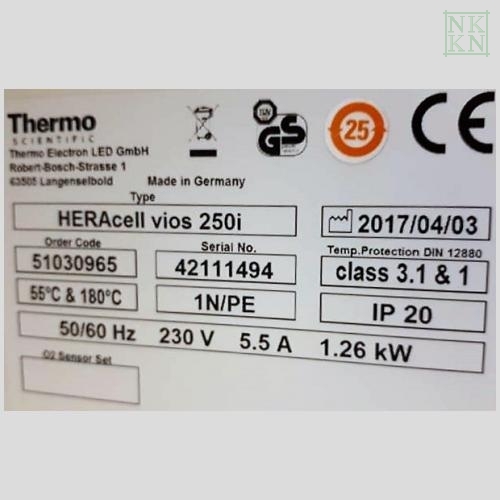 NK
KN
Thermo
SCIENTIFIC
Thermo Electron LED GmbH
Robert-Bosch-Strasse 1
63505 Langenselbold
Made in Germany
TÜV
GS
25
CE
Type
HERAcell vios 250i
2017/04/03
Order Code
Serial No.
Temp.Protection DIN 12880
51030965
42111494
class 3.1 & 1
55°C & 180°C
1N/PE
IP 20
50/60 Hz 230 V 5.5 A 1.26 kW
O2 Sensor Set